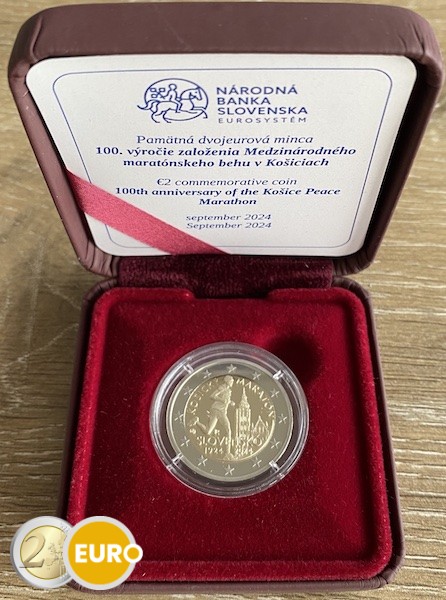 NÁRODNÁ
BANKA
SLOVENSKA
EUROSYSTÉM
Pamätná dvojeurová minca
100. výročie založenia Medzinárodného
maratónskeho behu v Košiciach
€2 commemorative coin
100th anniversary of the Košice Peace
Marathon
september 2024
September 2024
KOŠICKÝ MARATÓN
SLOVENSKO
1924 2024
2 EURO